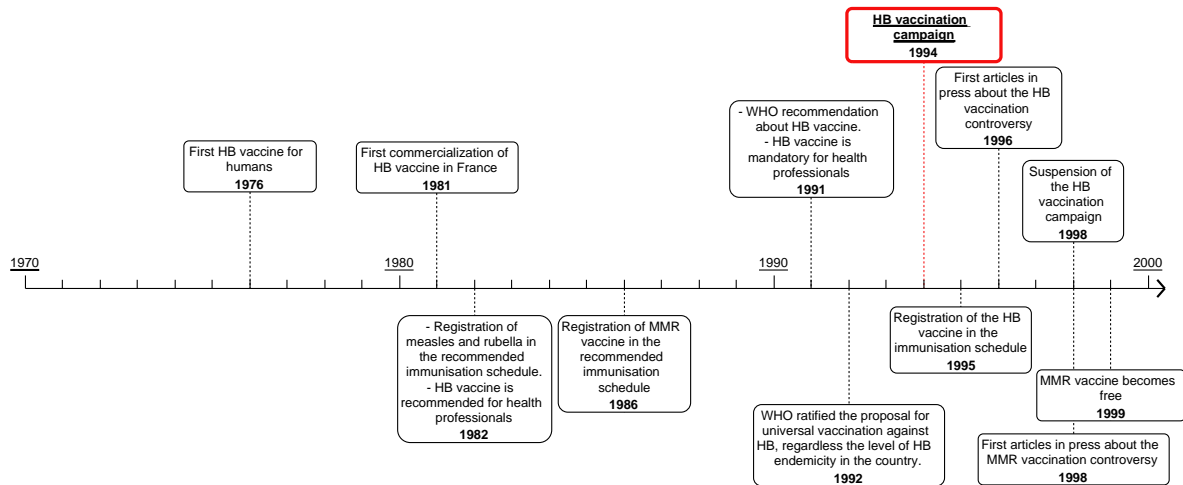 HB vaccination
campaign
1994
First articles in
press about the HB
vaccination
controversy
1996
- WHO recommendation
about HB vaccine.
- HB vaccine is
mandatory for health
professionals
1991
First HB vaccine for
humans
1976
First commercialization of
HB vaccine in France
1981
Suspension of the
HB vaccination
campaign
1998
1970
1980
1990
2000
- Registration of
measles and rubella in
the recommended
immunisation schedule.
- HB vaccine is
recommended for health
professionals
1982
Registration of MMR
vaccine in the
recommended
immunisation
schedule
1986
Registration of the HB
vaccine in the
immunisation schedule
1995
MMR vaccine becomes
free
1999
WHO ratified the proposal for
universal vaccination against
HB, regardless the level of HB
endemicity in the country.
1992
First articles in press about the
MMR vaccination controversy
1998